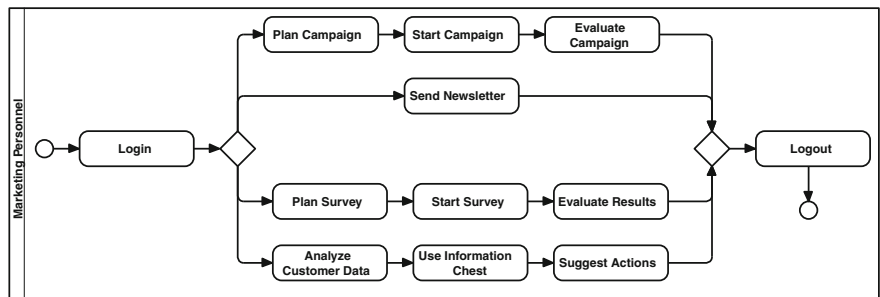 Marketing Personnel
Login
Plan Campaign
Start Campaign
Evaluate
Campaign
Send Newsletter
Plan Survey
Start Survey
Evaluate Results
Analyze
Customer Data
Use Information
Chest
Suggest Actions
Logout